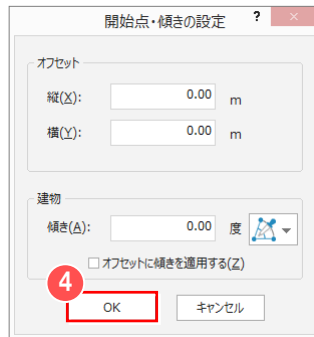 開始点・傾きの設定 ? ×
オフセット
縦(X): 0.00 m
横(Y): 0.00 m
建物
傾き(A): 0.00 度
オフセットに傾きを適用する(Z)
4
OK キャンセル